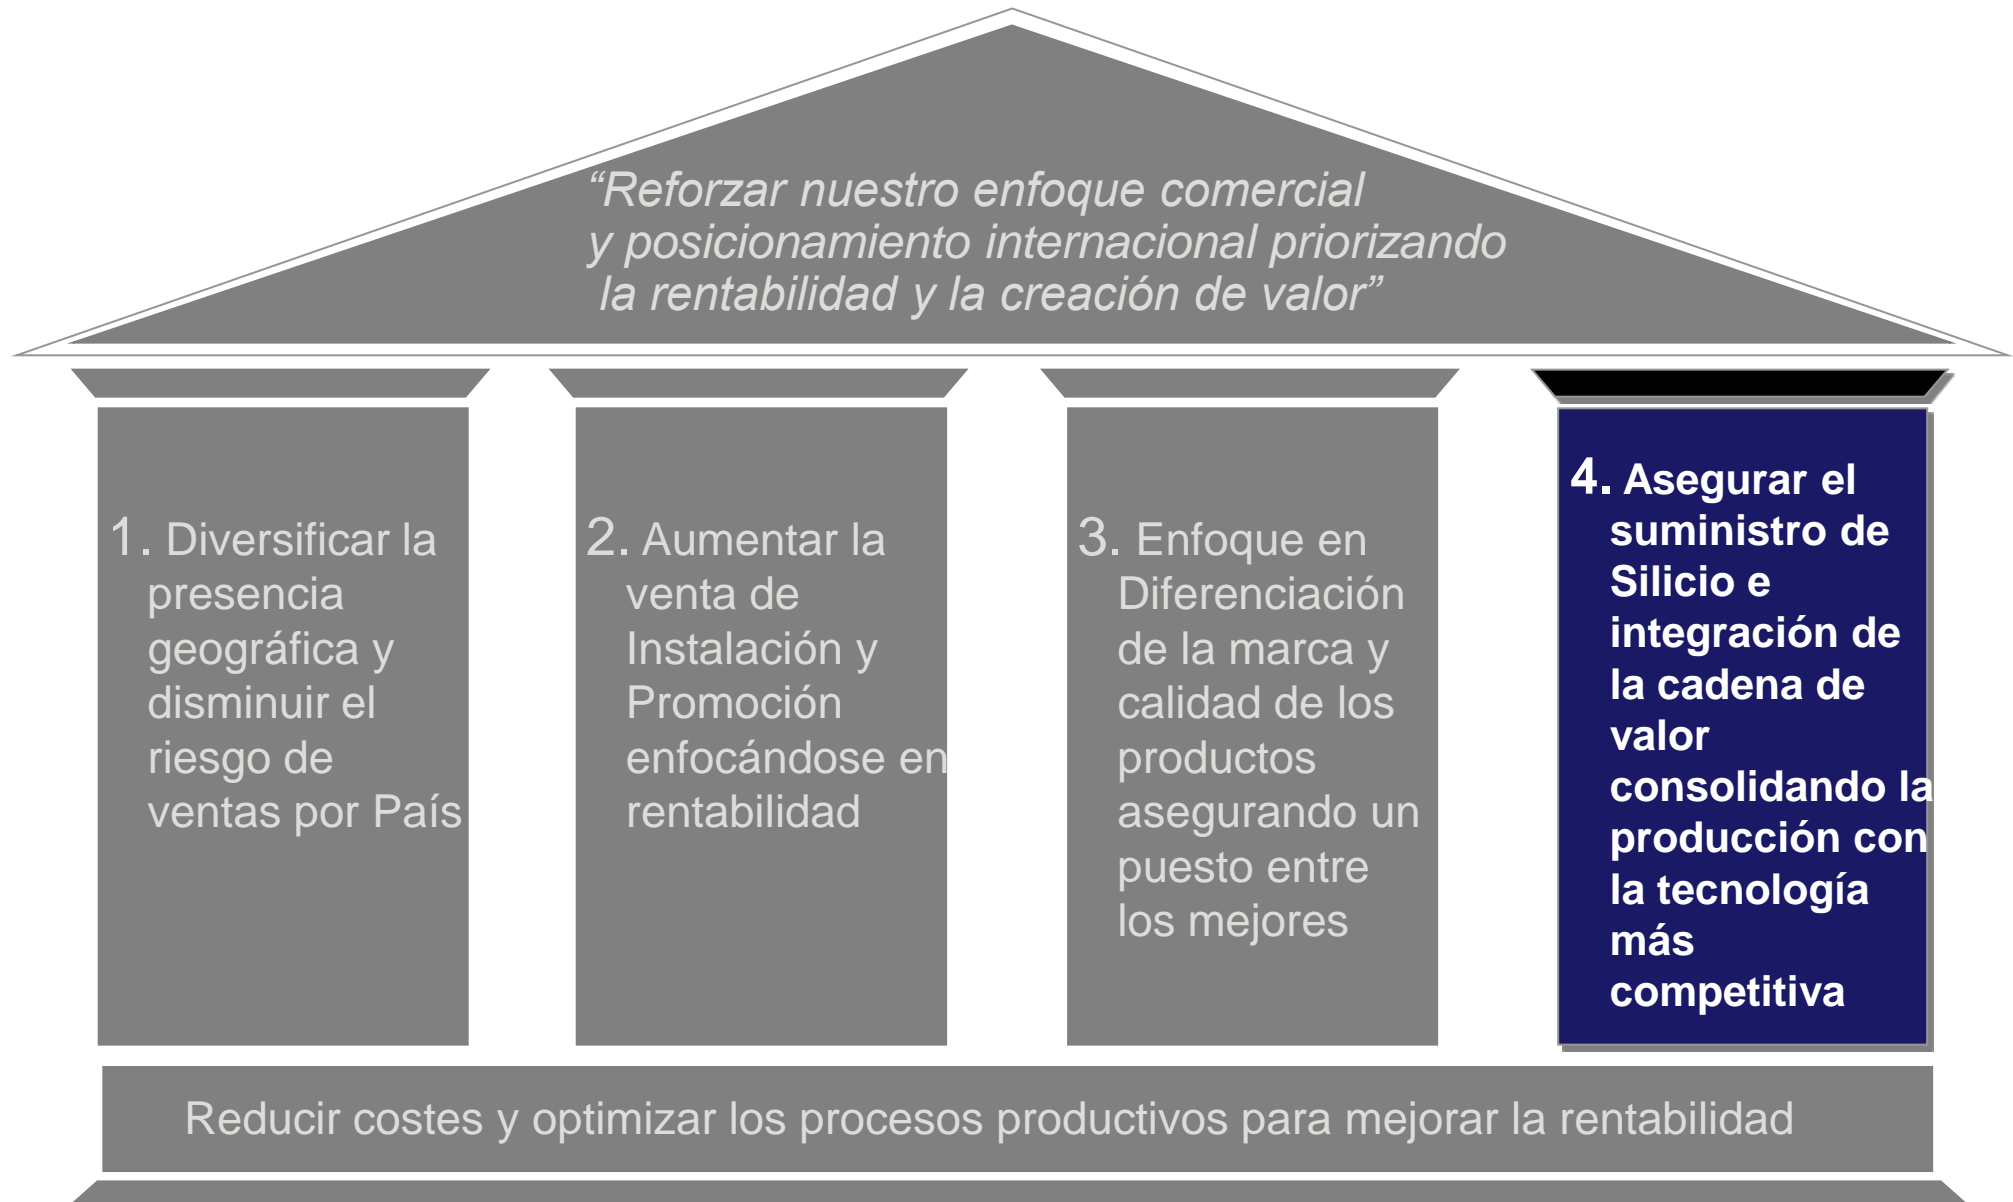 “Reforzar nuestro enfoque comercial
y posicionamiento internacional priorizando
la rentabilidad y la creación de valor”
1. Diversificar la
presencia
geográfica y
disminuir el
riesgo de
ventas por País
2. Aumentar la
venta de
Instalación y
Promoción
enfocándose en
rentabilidad
3. Enfoque en
Diferenciación
de la marca y
calidad de los
productos
asegurando un
puesto entre
los mejores
4. Asegurar el
suministro de
Silicio e
integración de
la cadena de
valor
consolidando la
producción con
la tecnología
más
competitiva
Reducir costes y optimizar los procesos productivos para mejorar la rentabilidad